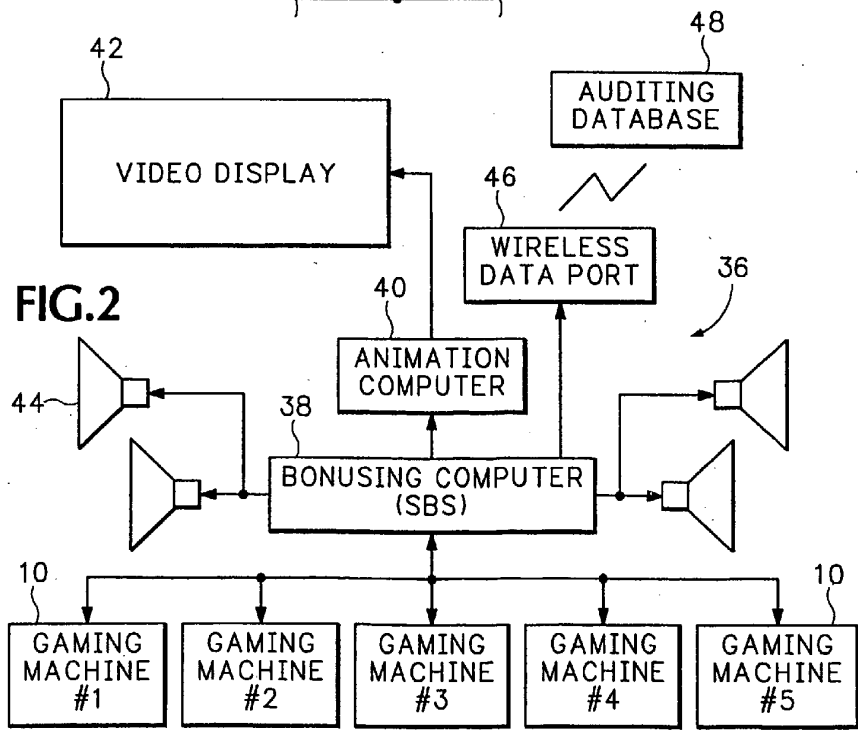 42
48
AUDITING
DATABASE
VIDEO DISPLAY
46
WIRELESS
DATA PORT
36
FIG.2
40
ANIMATION
COMPUTER
44
38
BONUSING COMPUTER
(SBS)
10
10
GAMING
MACHINE
#1
GAMING
MACHINE
#2
GAMING
MACHINE
#3
GAMING
MACHINE
#4
GAMING
MACHINE
#5